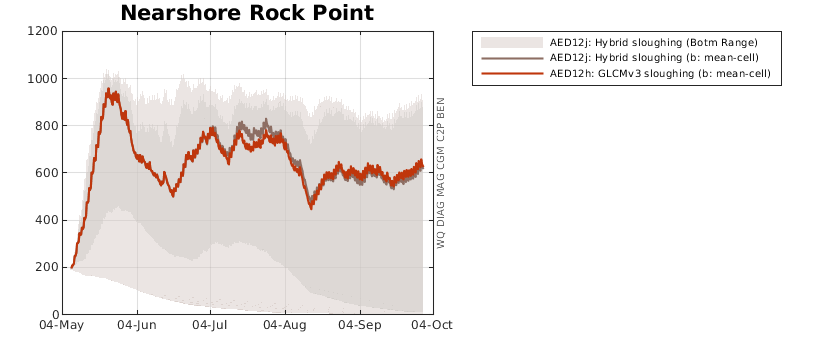 Nearshore Rock Point
1200
1000
800
600
400
200
0
04-May
04-Jun
04-Jul
04-Aug
04-Sep
04-Oct
WQ DIAG MAG CGM C2P BEN
AED12j: Hybrid sloughing (Botm Range)
AED12j: Hybrid sloughing (b: mean-cell)
AED12h: GLCMv3 sloughing (b: mean-cell)